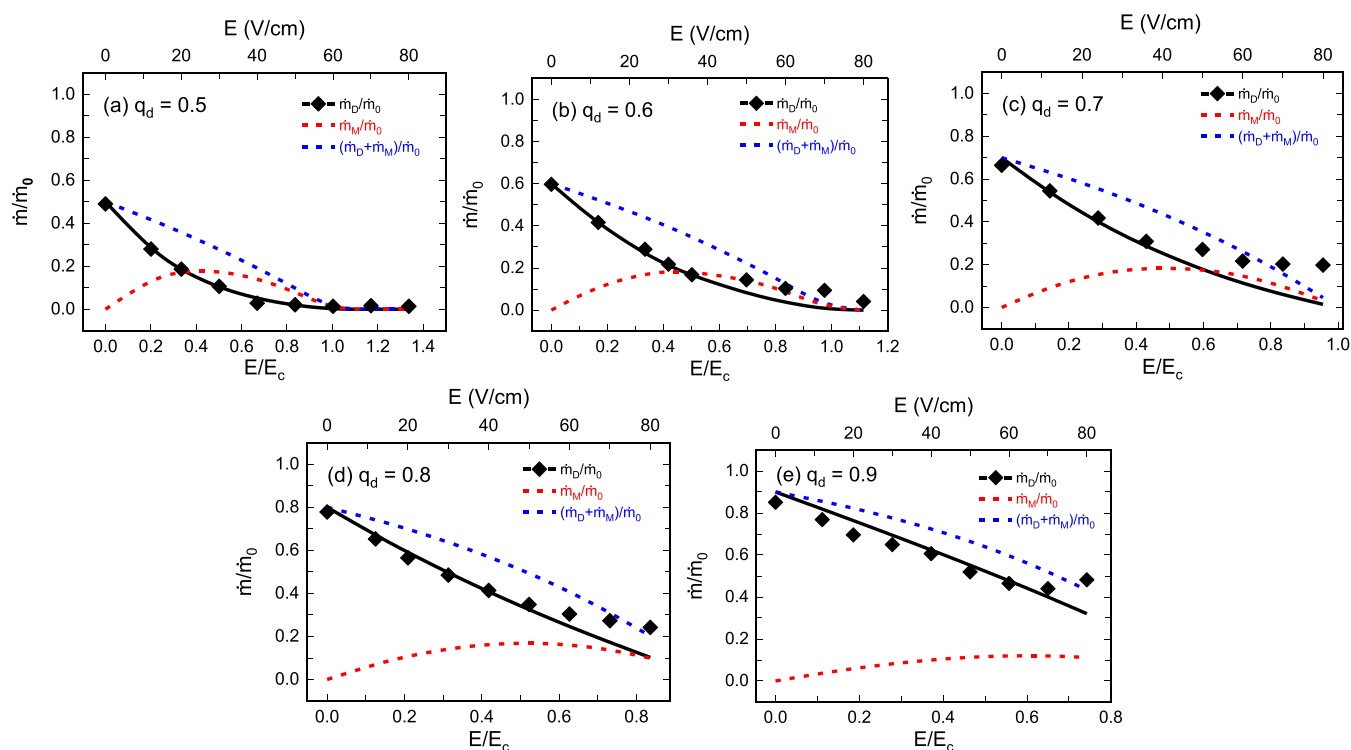 E (V/cm)
0 20 40 60 80
(a) q_d = 0.5
ṁ_D/ṁ_0
ṁ_M/ṁ_0
(ṁ_D+ṁ_M)/ṁ_0
1.0
0.8
0.6
0.4
0.2
0.0
ṁ/ṁ_0
0.0 0.2 0.4 0.6 0.8 1.0 1.2 1.4
E/E_c
E (V/cm)
0 20 40 60 80
(b) q_d = 0.6
ṁ_D/ṁ_0
ṁ_M/ṁ_0
(ṁ_D+ṁ_M)/ṁ_0
1.0
0.8
0.6
0.4
0.2
0.0
ṁ/ṁ_0
0.0 0.2 0.4 0.6 0.8 1.0 1.2
E/E_c
E (V/cm)
0 10 20 30 40 50 60 70 80
(c) q_d = 0.7
ṁ_D/ṁ_0
ṁ_M/ṁ_0
(ṁ_D+ṁ_M)/ṁ_0
1.0
0.8
0.6
0.4
0.2
0.0
ṁ/ṁ_0
0.0 0.2 0.4 0.6 0.8 1.0
E/E_c
E (V/cm)
0 20 40 60 80
(d) q_d = 0.8
ṁ_D/ṁ_0
ṁ_M/ṁ_0
(ṁ_D+ṁ_M)/ṁ_0
1.0
0.8
0.6
0.4
0.2
0.0
ṁ/ṁ_0
0.0 0.2 0.4 0.6 0.8
E/E_c
E (V/cm)
0 20 40 60 80
(e) q_d = 0.9
ṁ_D/ṁ_0
ṁ_M/ṁ_0
(ṁ_D+ṁ_M)/ṁ_0
1.0
0.8
0.6
0.4
0.2
0.0
ṁ/ṁ_0
0.0 0.2 0.4 0.6 0.8
E/E_c